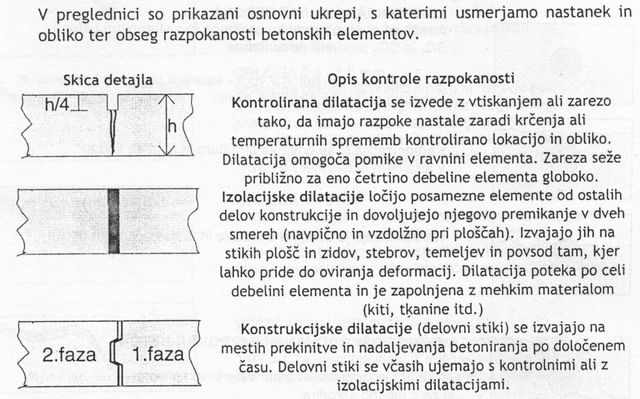 V preglednici so prikazani osnovni ukrepi, s katerimi usmerjamo nastanek in
obliko ter obseg razpokanosti betonskih elementov.
Skica detajla
Opis kontrole razpokanosti
h/4
h
Kontrolirana dilatacija se izvede z vtiskanjem ali zarezo
tako, da imajo razpoke nastale zaradi krčenja ali
temperaturnih sprememb kontrolirano lokacijo in obliko.
Dilatacija omogoča pomike v ravnini elementa. Zareza seže
približno za eno četrtino debeline elementa globoko.
Izolacijske dilatacije ločijo posamezne elemente od ostalih
delov konstrukcije in dovoljujejo njegovo premikanje v dveh
smereh (navpično in vzdolžno pri ploščah). Izvajajo jih na
stikih plošč in zidov, stebrov, temeljev in povsod tam, kjer
lahko pride do oviranja deformacij. Dilatacija poteka po celi
debelini elementa in je zapolnjena z mehkim materialom
(kiti, tkanine itd.)
2.faza
1.faza
Konstrukcijske dilatacije (delovni stiki) se izvajajo na
mestih prekinitve in nadaljevanja betoniranja po določenem
času. Delovni stiki se včasih ujemajo s kontrolnimi ali z
izolacijskimi dilatacijami.